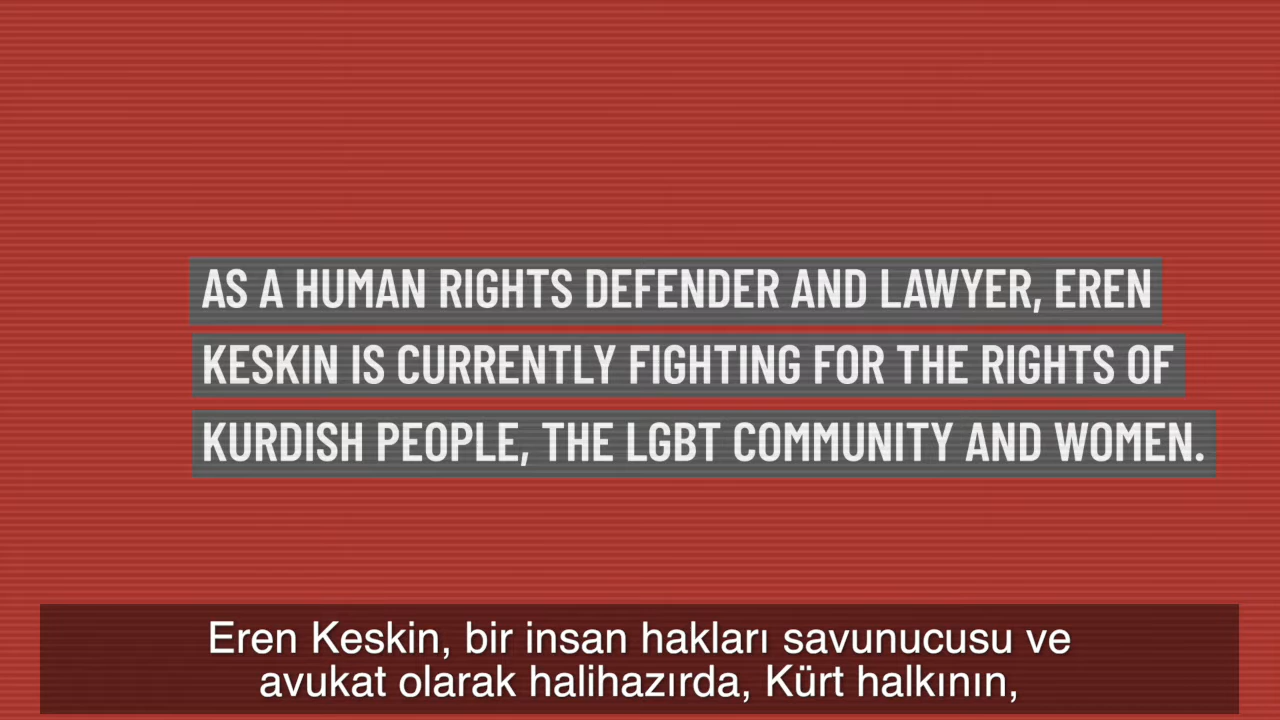 AS A HUMAN RIGHTS DEFENDER AND LAWYER, EREN
KESKIN IS CURRENTLY FIGHTING FOR THE RIGHTS OF
KURDISH PEOPLE, THE LGBT COMMUNITY AND WOMEN.
Eren Keskin, bir insan hakları savunucusu ve
avukat olarak halihazırda, Kürt halkının,